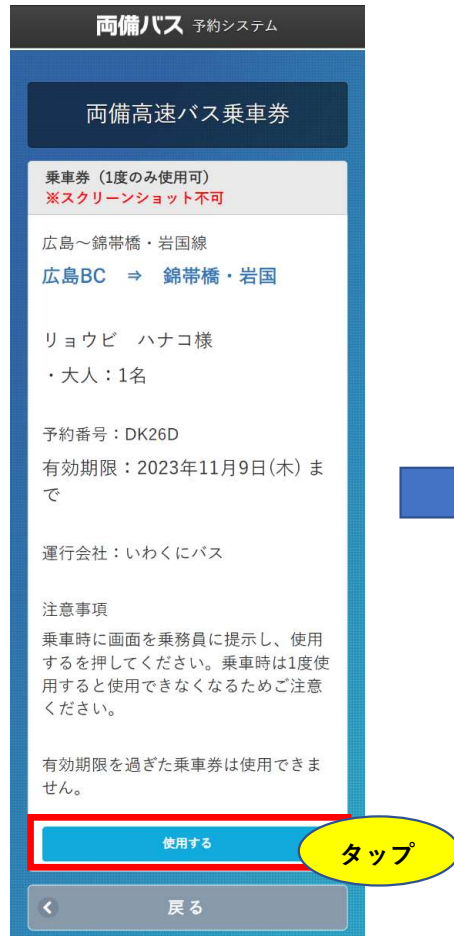 両備バス 予約システム
両備高速バス乗車券
乗車券（1度のみ使用可）
※スクリーンショット不可
広島～錦帯橋・岩国線
広島BC ⇒ 錦帯橋・岩国
リョウビ ハナコ様
・大人：1名
予約番号：DK26D
有効期限：2023年11月9日(木) ま
で
運行会社：いわくにバス
注意事項
乗車時に画面を乗務員に提示し、使用
するを押してください。乗車時は1度使
用すると使用できなくなるためご注意
ください。
有効期限を過ぎた乗車券は使用できま
せん。
使用する
タップ
戻る